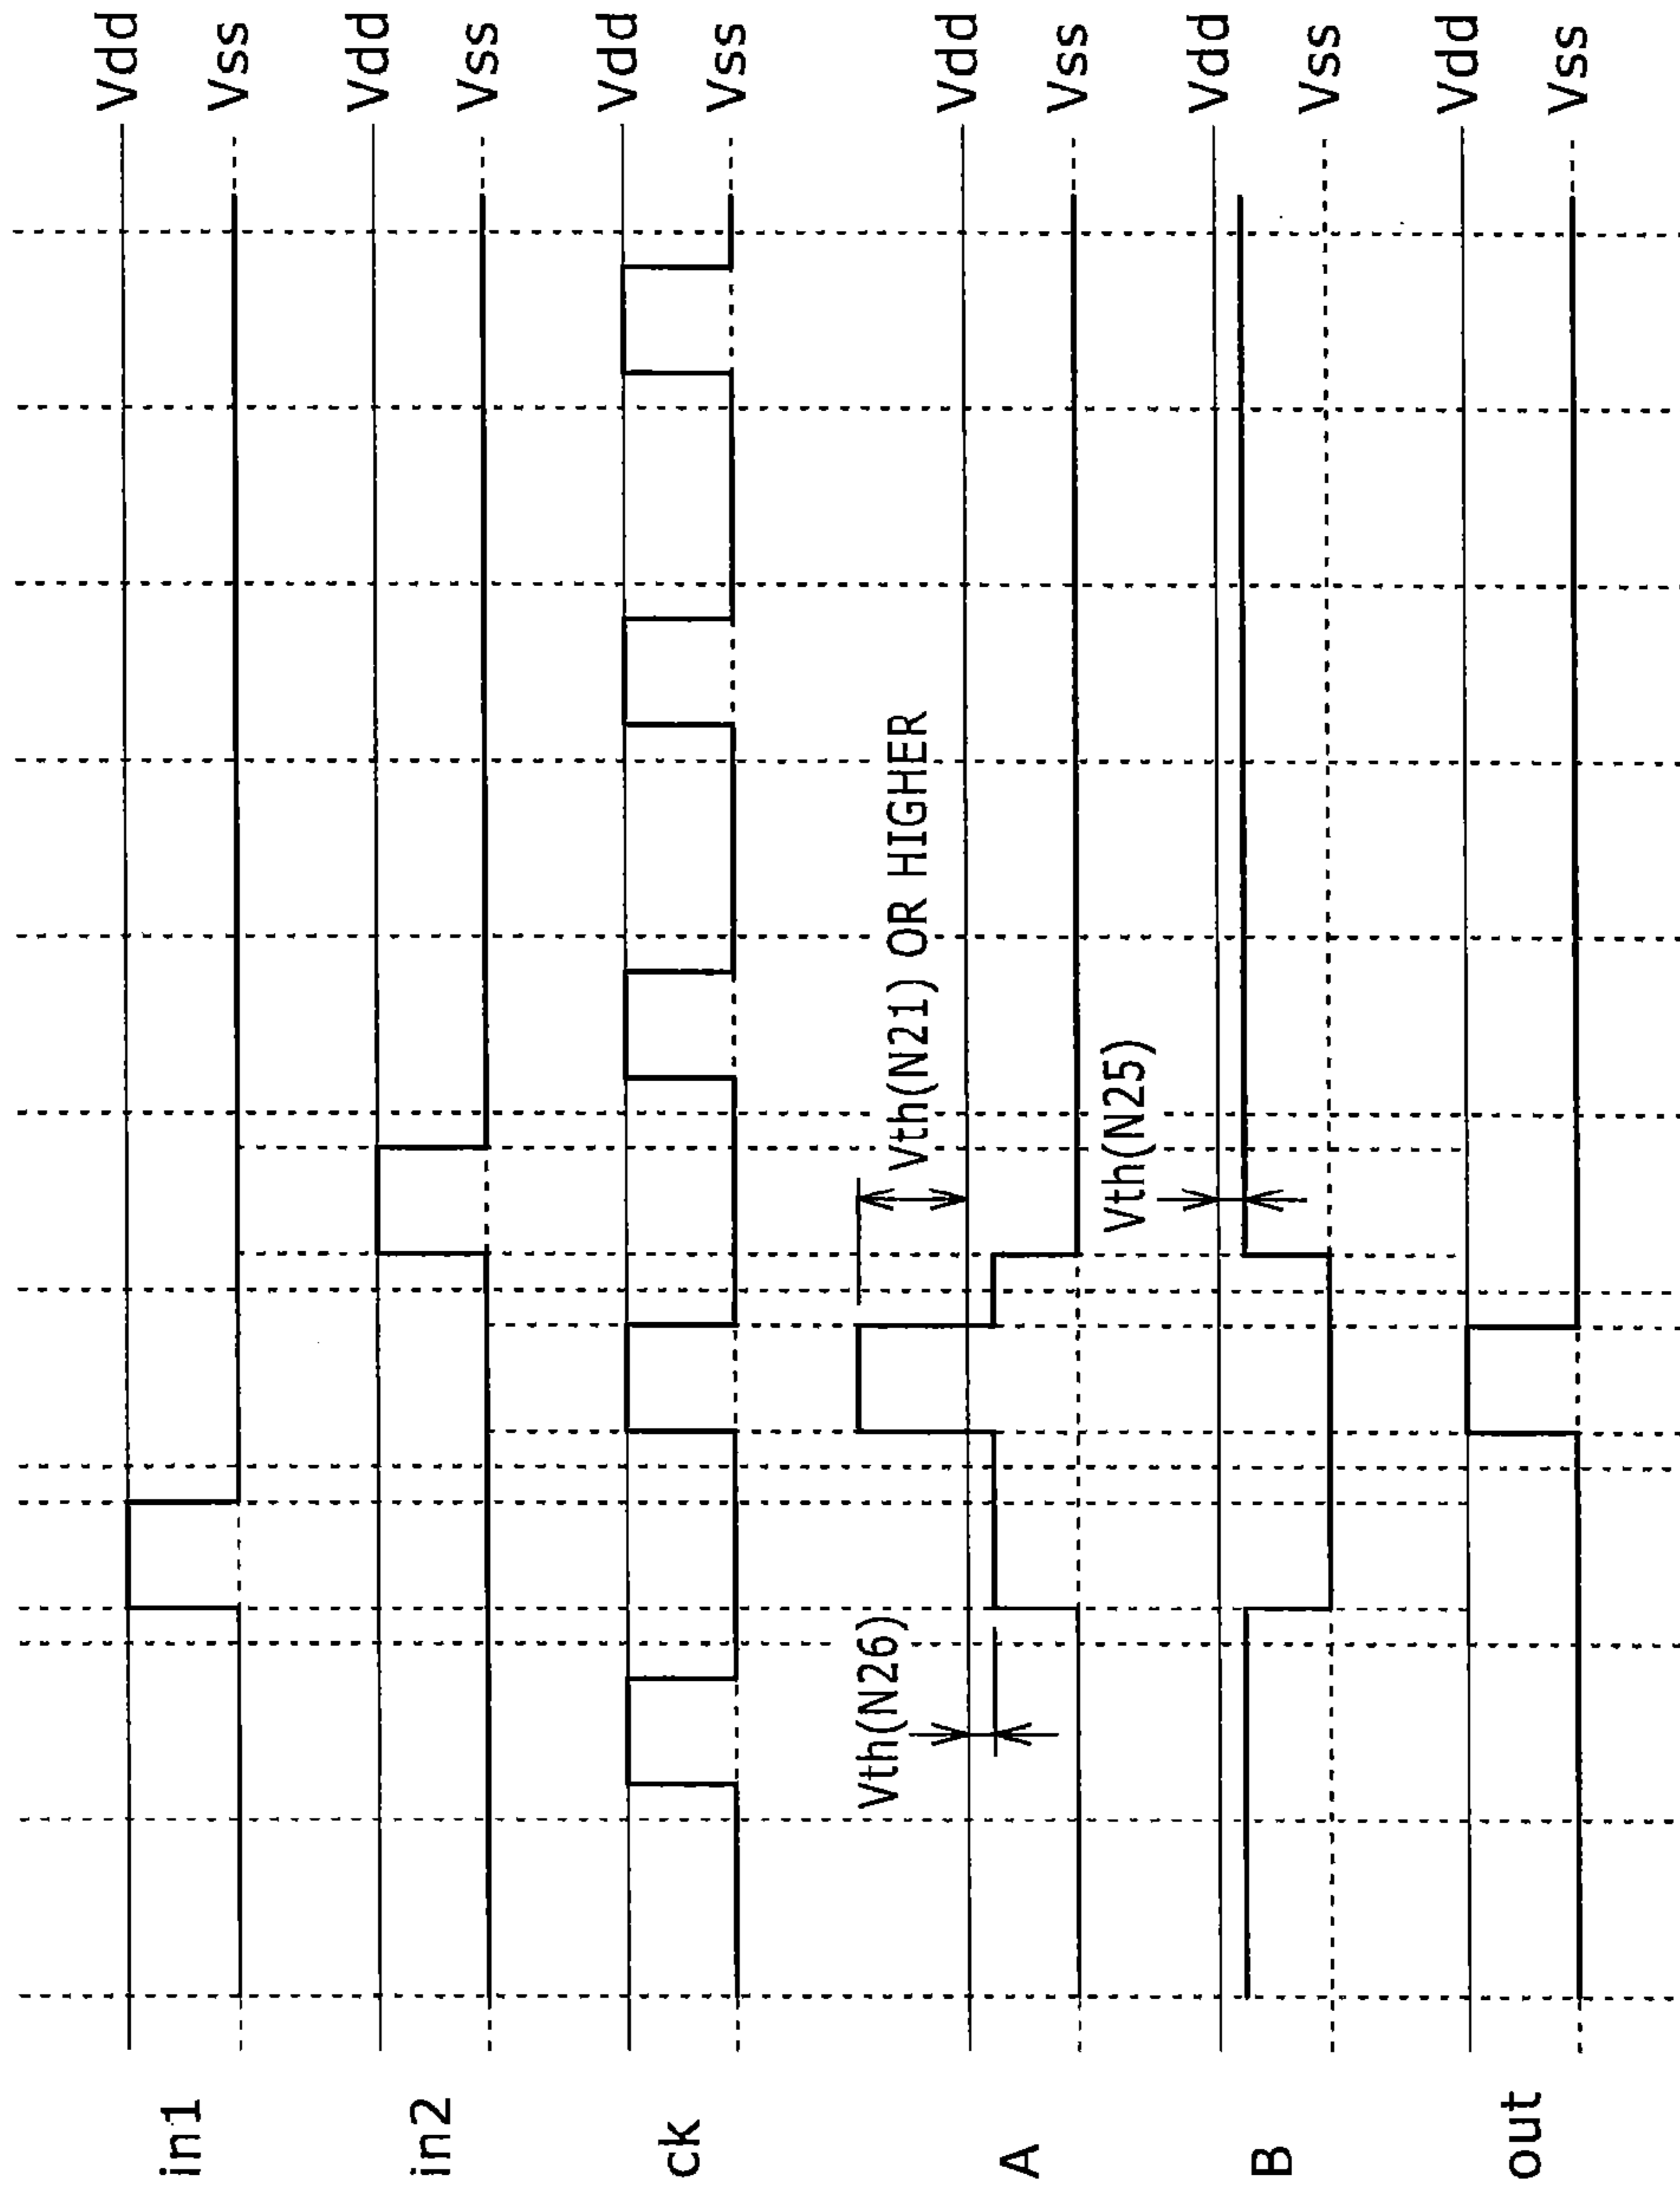 in1
Vdd
Vss
in2
Vdd
Vss
ck
Vdd
Vss
Vth(N26)
Vth(N21) OR HIGHER
A
Vdd
Vss
Vth(N25)
B
Vdd
Vss
out
Vdd
Vss